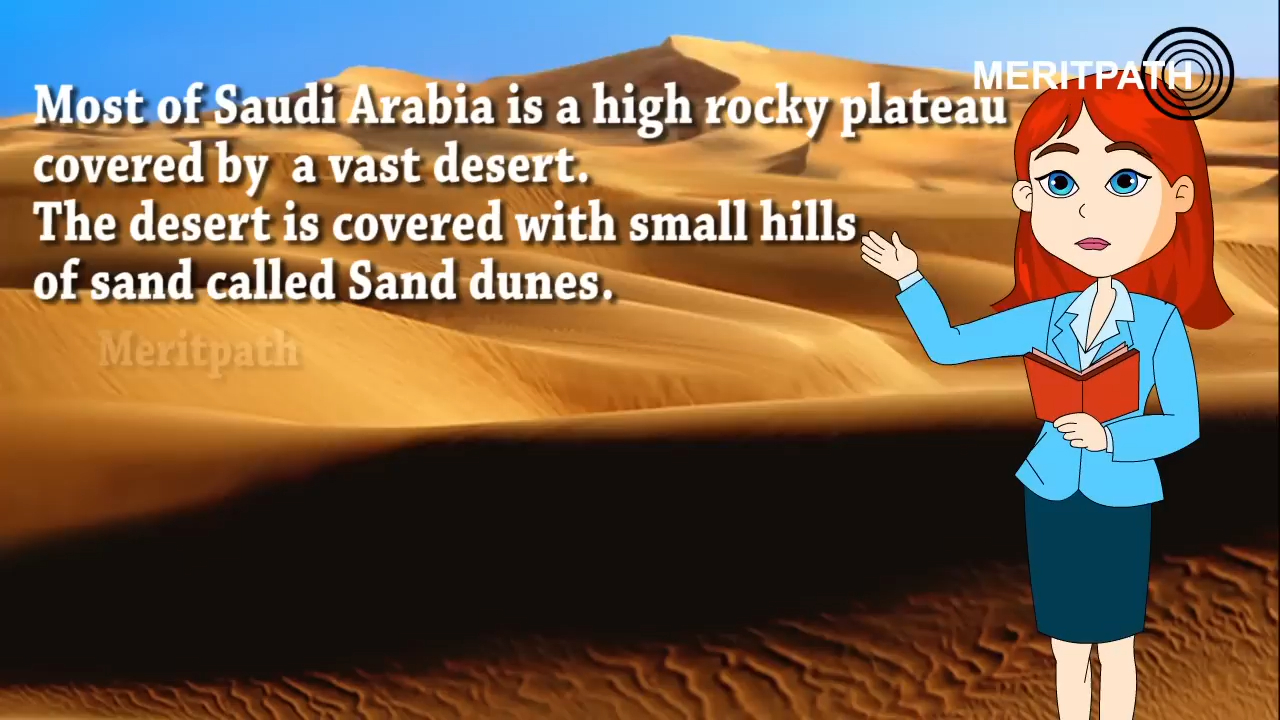 MERITPATH
Most of Saudi Arabia is a high rocky plateau
covered by a vast desert.
The desert is covered with small hills
of sand called Sand dunes.
Meritpath